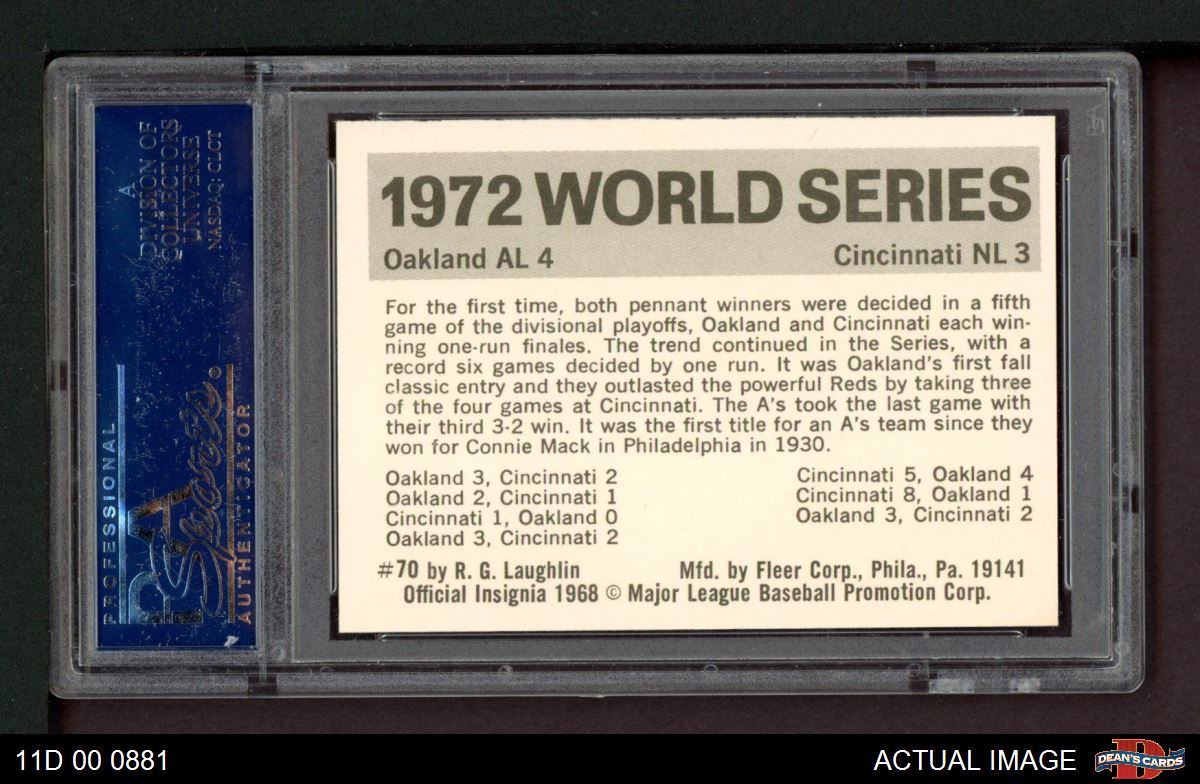 A
DIVISION OF
COLLECTORS
UNIVERSE
NASDAQ: CLCT
PROFESSIONAL
PSA
Sports®
AUTHENTICATOR
1972 WORLD SERIES
Oakland AL 4
Cincinnati NL 3
For the first time, both pennant winners were decided in a fifth
game of the divisional playoffs, Oakland and Cincinnati each win-
ning one-run finales. The trend continued in the Series, with a
record six games decided by one run. It was Oakland's first fall
classic entry and they outlasted the powerful Reds by taking three
of the four games at Cincinnati. The A's took the last game with
their third 3-2 win. It was the first title for an A's team since they
won for Connie Mack in Philadelphia in 1930.
Oakland 3, Cincinnati 2
Oakland 2, Cincinnati 1
Cincinnati 1, Oakland 0
Oakland 3, Cincinnati 2
Cincinnati 5, Oakland 4
Cincinnati 8, Oakland 1
Oakland 3, Cincinnati 2
#70 by R. G. Laughlin
Mfd. by Fleer Corp., Phila., Pa. 19141
Official Insignia 1968 © Major League Baseball Promotion Corp.
11D 00 0881
ACTUAL IMAGE
D
DEAN'S CARDS